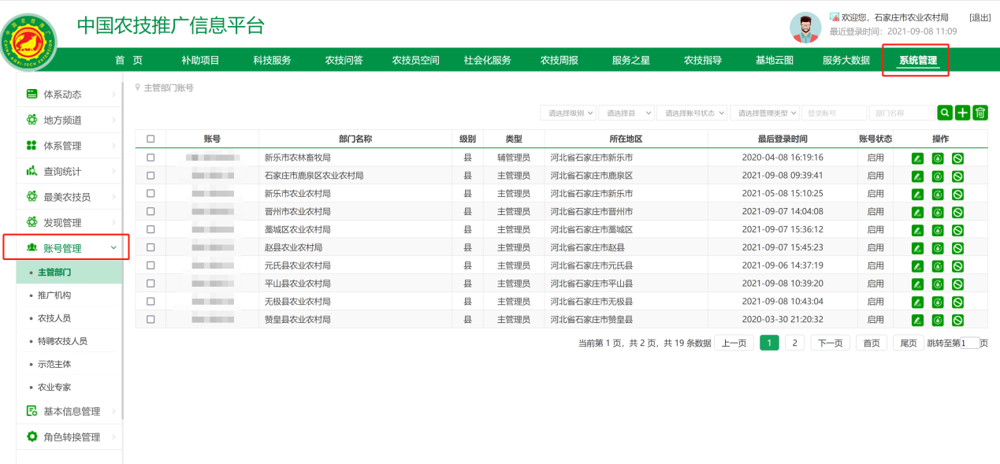 中国农技推广信息平台
欢迎您，石家庄市农业农村局 [退出]
最近登录时间：2021-09-08 11:09
首 页 补助项目 科技服务 农技问答 农技员空间 社会化服务 农技周报 服务之星 农技指导 基地云图 服务大数据 系统管理
体系动态
地方频道
体系管理
查询统计
最美农技员
发现管理
账号管理
主管部门
推广机构
农技人员
特聘农技人员
示范主体
农业专家
基本信息管理
角色转换管理
主管部门账号
请选择级别 请选择县 请选择账号状态 请选择管理类型 登录账号 部门名称
账号 部门名称 级别 类型 所在地区 最后登录时间 账号状态 操作
新乐市农林畜牧局 县 辅管理员 河北省石家庄市新乐市 2020-04-08 16:19:16 启用
石家庄市鹿泉区农业农村局 县 主管理员 河北省石家庄市鹿泉区 2021-09-08 09:39:41 启用
新乐市农业农村局 县 主管理员 河北省石家庄市新乐市 2021-05-08 15:10:25 启用
晋州市农业农村局 县 主管理员 河北省石家庄市晋州市 2021-09-07 14:04:08 启用
藁城区农业农村局 县 主管理员 河北省石家庄市藁城区 2021-09-07 15:36:12 启用
赵县农业农村局 县 主管理员 河北省石家庄市赵县 2021-09-07 15:45:23 启用
元氏县农业农村局 县 主管理员 河北省石家庄市元氏县 2021-09-06 14:37:19 启用
平山县农业农村局 县 主管理员 河北省石家庄市平山县 2021-09-08 10:39:20 启用
无极县农业农村局 县 主管理员 河北省石家庄市无极县 2021-09-08 10:43:04 启用
赞皇县农业农村局 县 主管理员 河北省石家庄市赞皇县 2020-03-30 21:20:32 启用
当前第 1 页，共 2 页，共 19 条数据 上一页 1 2 下一页 首页 尾页 跳转至第1页